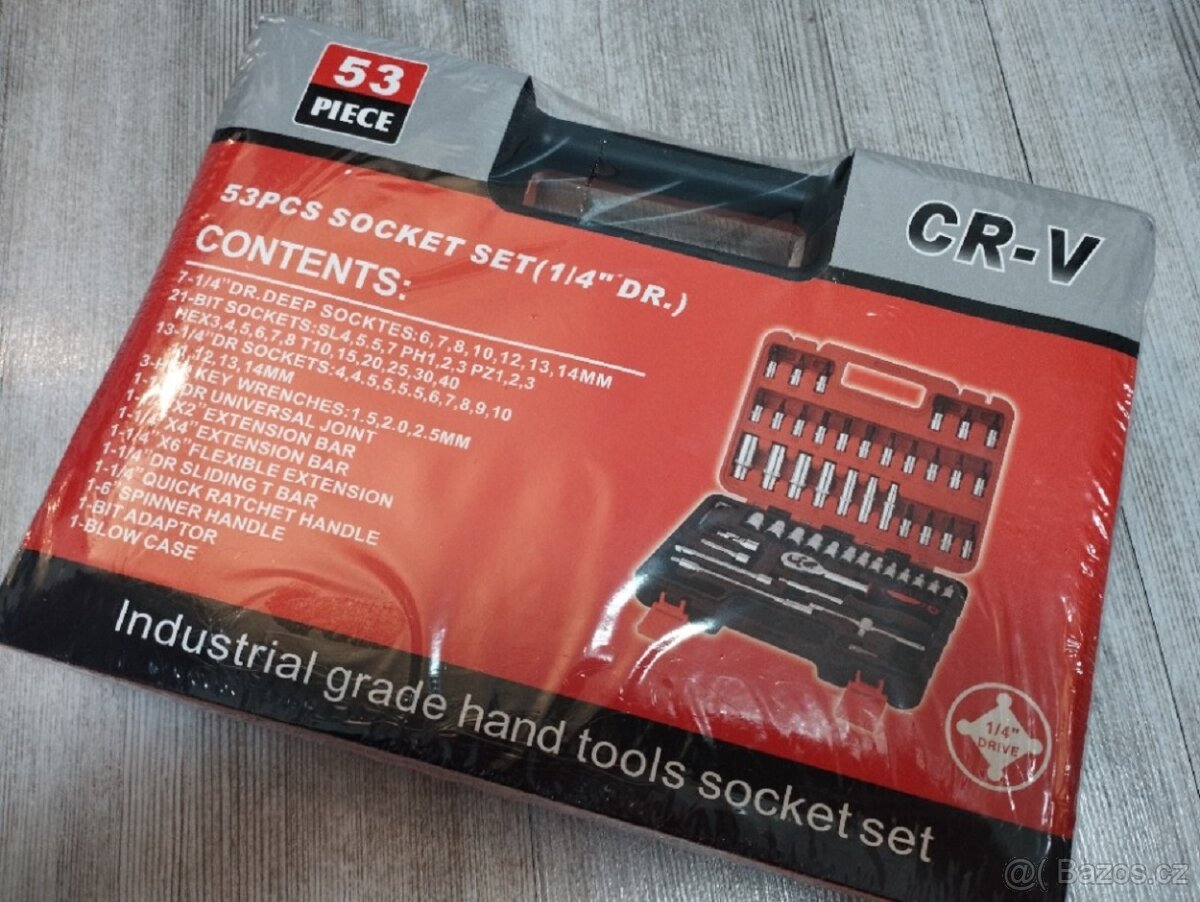 53
PIECE
CR-V
53PCS SOCKET SET(1/4" DR.)
CONTENTS:
7-1/4"DR.DEEP SOCKTES:6,7,8,10,12,13,14MM
21-BIT SOCKETS:SL4,5.5,7 PH1,2,3 PZ1,2,3
HEX3,4,5,6,7,8 T10,15,20,25,30,40
13-1/4"DR SOCKETS:4,4.5,5,5.5,6,7,8,9,10
12,13,14MM
KEY WRENCHES:1.5,2.0,2.5MM
DR UNIVERSAL JOINT
X2"EXTENSION BAR
1-1/4"X4"EXTENSION BAR
1-1/4"X6"FLEXIBLE EXTENSION
1-1/4"DR SLIDING T BAR
1-1/4"QUICK RATCHET HANDLE
1-6"SPINNER HANDLE
1-BIT ADAPTOR
1-BLOW CASE
1/4"
DRIVE
Industrial grade hand tools socket set
@( Bazos.cz